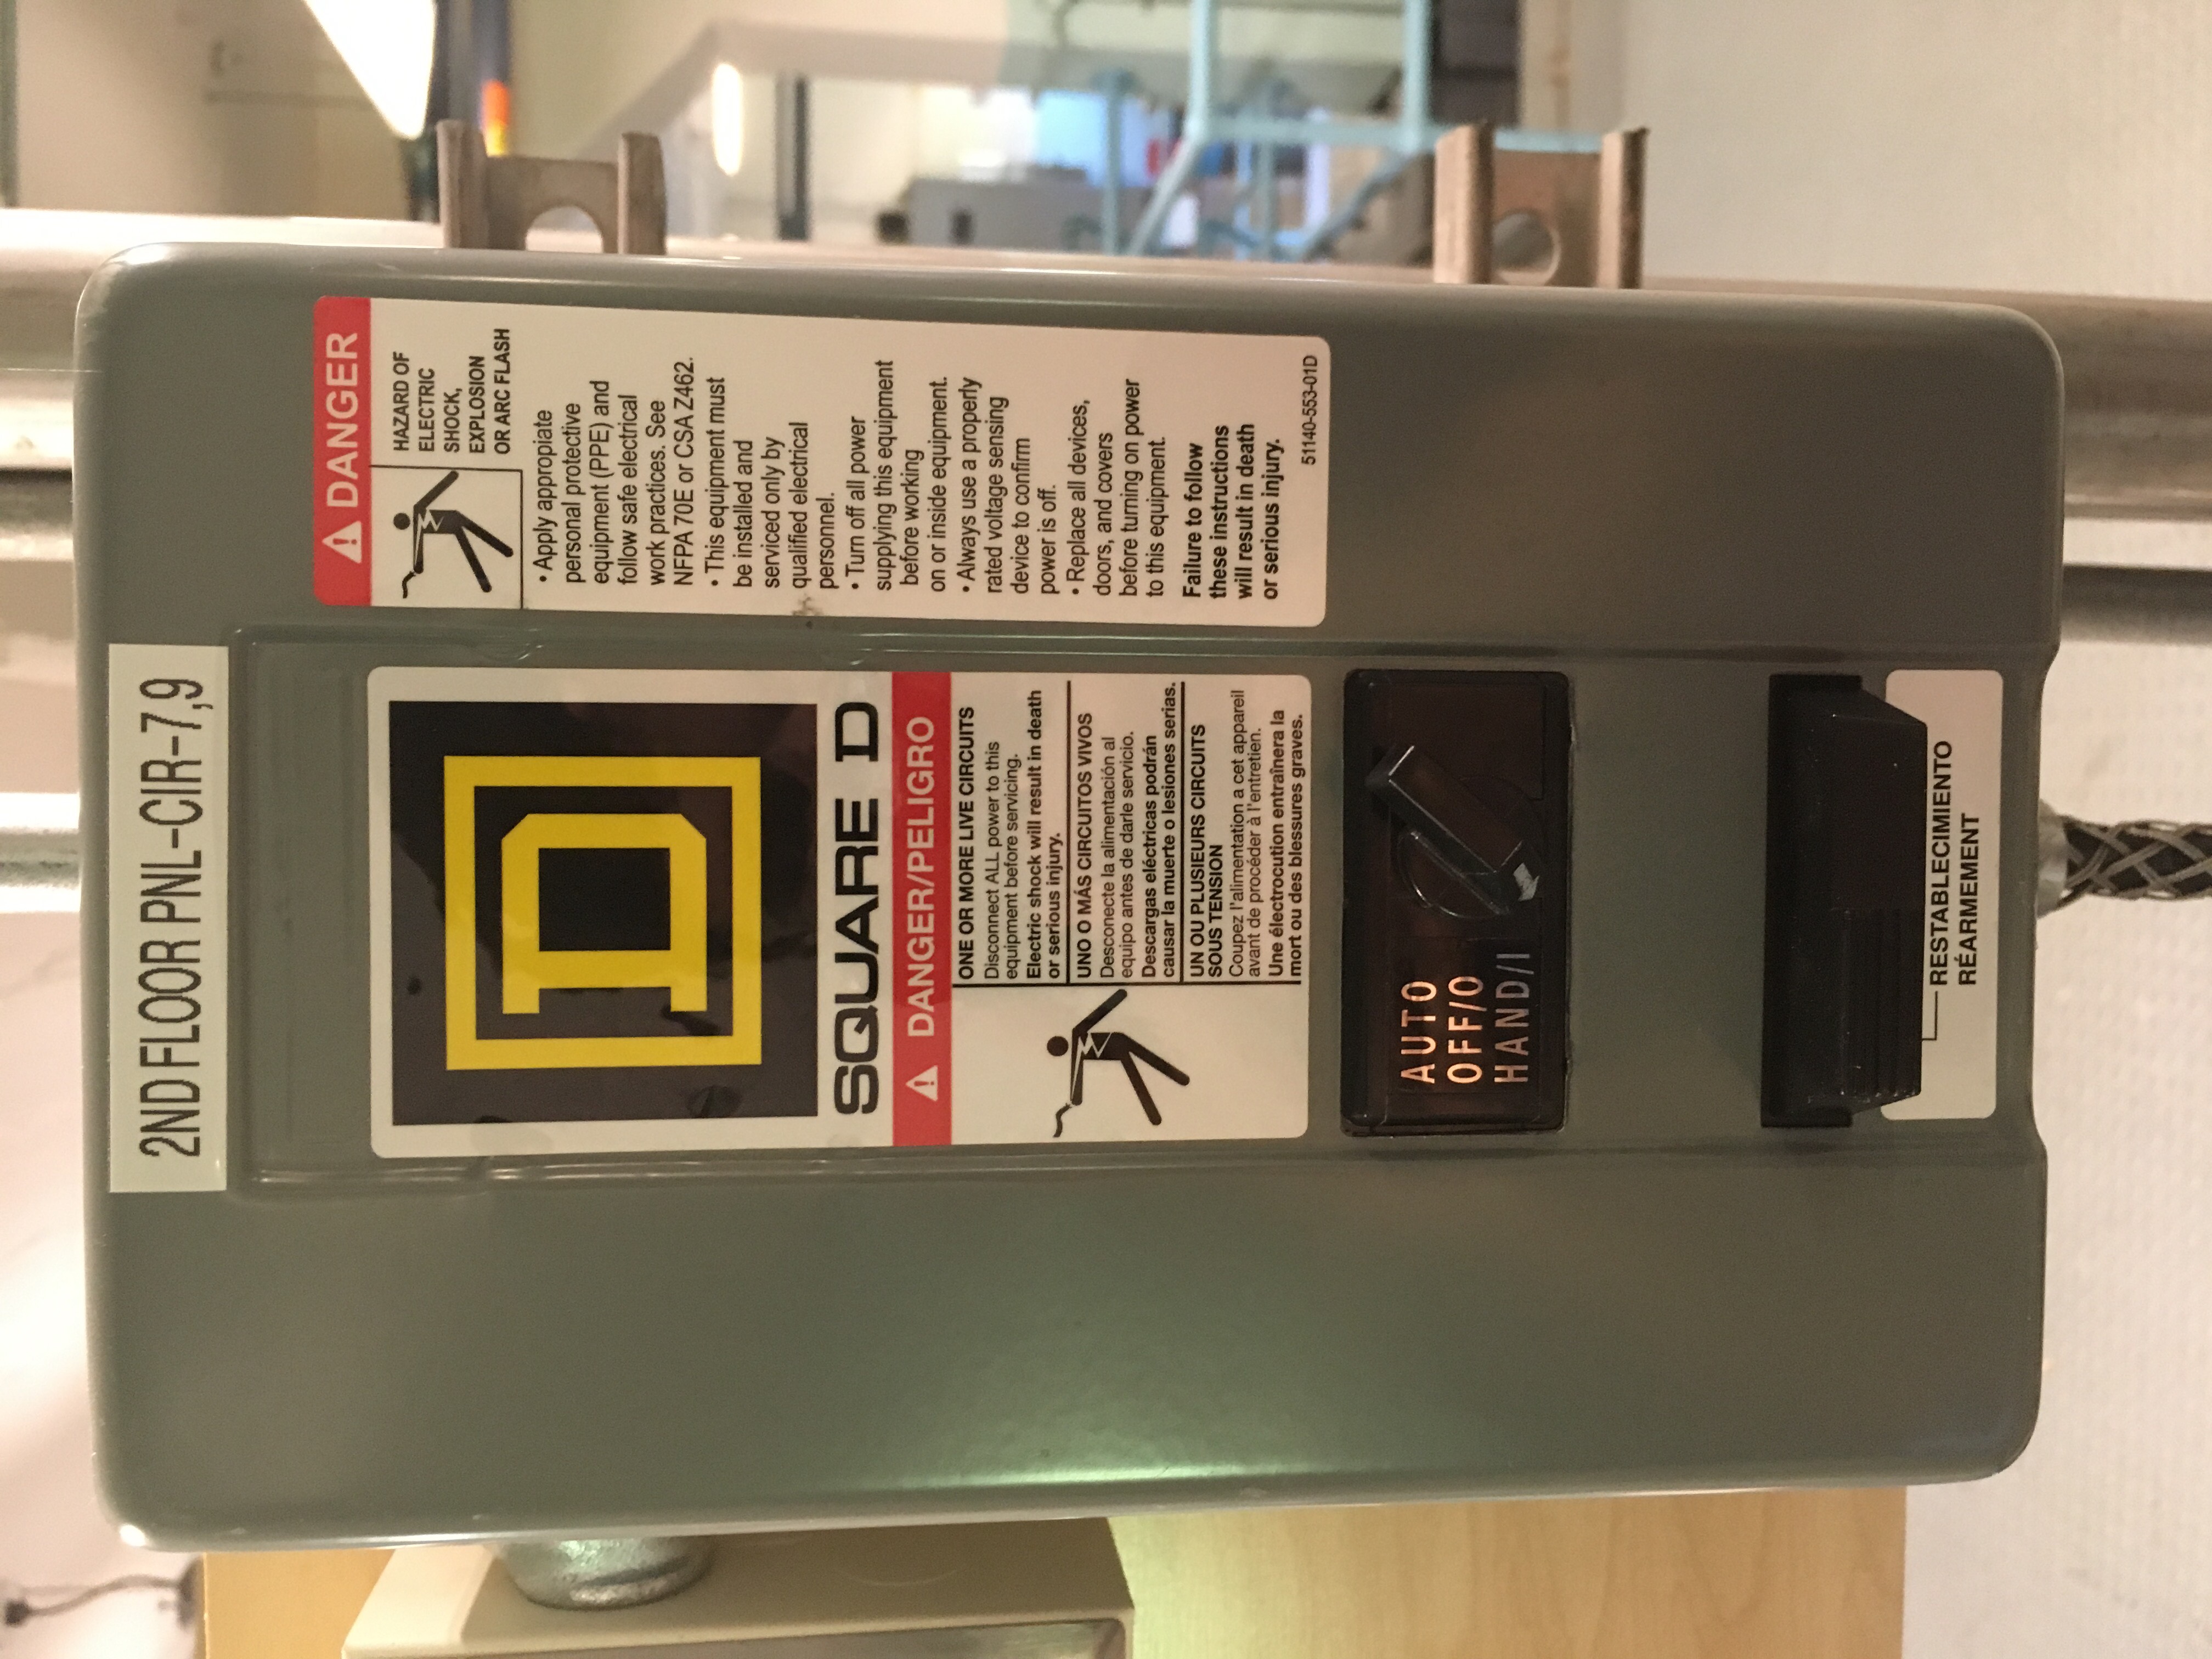 2ND FLOOR PNL-CIR-7,9
D
SQUARE D
DANGER/PELIGRO
ONE OR MORE LIVE CIRCUITS
Disconnect ALL power to this
equipment before servicing.
Electric shock will result in death
or serious injury.
UNO O MÁS CIRCUITOS VIVOS
Desconecte la alimentación al
equipo antes de darle servicio.
Descargas eléctricas podrán
causar la muerte o lesiones serias.
UN OU PLUSIEURS CIRCUITS
SOUS TENSION
Coupez l'alimentation a cet appareil
avant de procéder à l'entretien.
Une électrocution entraînera la
mort ou des blessures graves.
DANGER
HAZARD OF
ELECTRIC
SHOCK,
EXPLOSION
OR ARC FLASH
• Apply appropiate
personal protective
equipment (PPE) and
follow safe electrical
work practices. See
NFPA 70E or CSA Z462.
• This equipment must
be installed and
serviced only by
qualified electrical
personnel.
• Turn off all power
supplying this equipment
before working
on or inside equipment.
• Always use a properly
rated voltage sensing
device to confirm
power is off.
• Replace all devices,
doors, and covers
before turning on power
to this equipment.
Failure to follow
these instructions
will result in death
or serious injury.
51140-553-01D
AUTO
OFF/O
HAND/I
RESTABLECIMIENTO
RÉARMEMENT